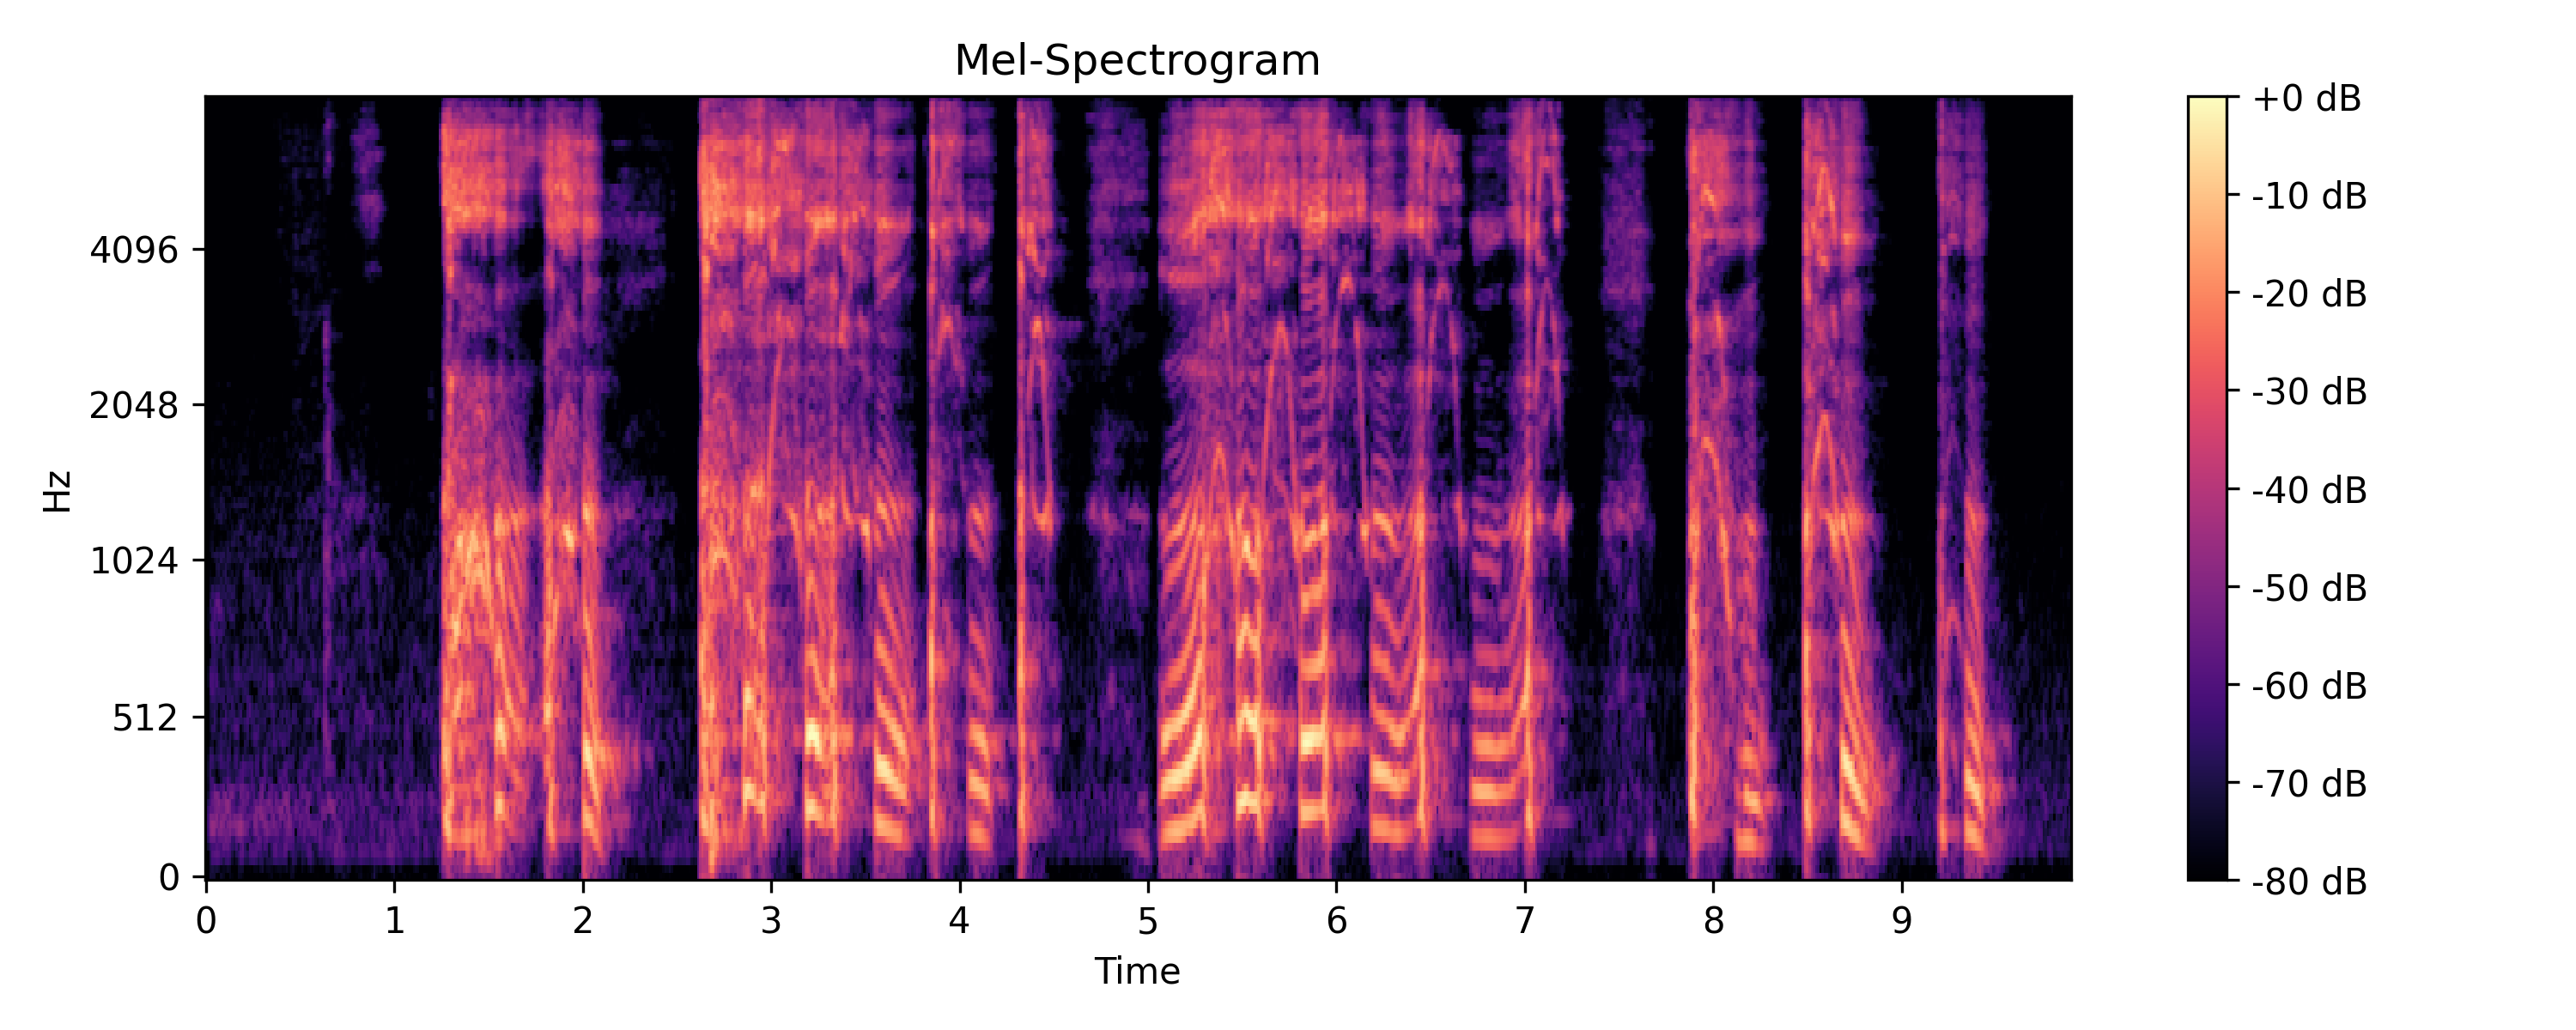 Mel-Spectrogram
+0 dB
-10 dB
-20 dB
-30 dB
-40 dB
-50 dB
-60 dB
-70 dB
-80 dB
Hz
4096
2048
1024
512
0
0 1 2 3 4 5 6 7 8 9
Time